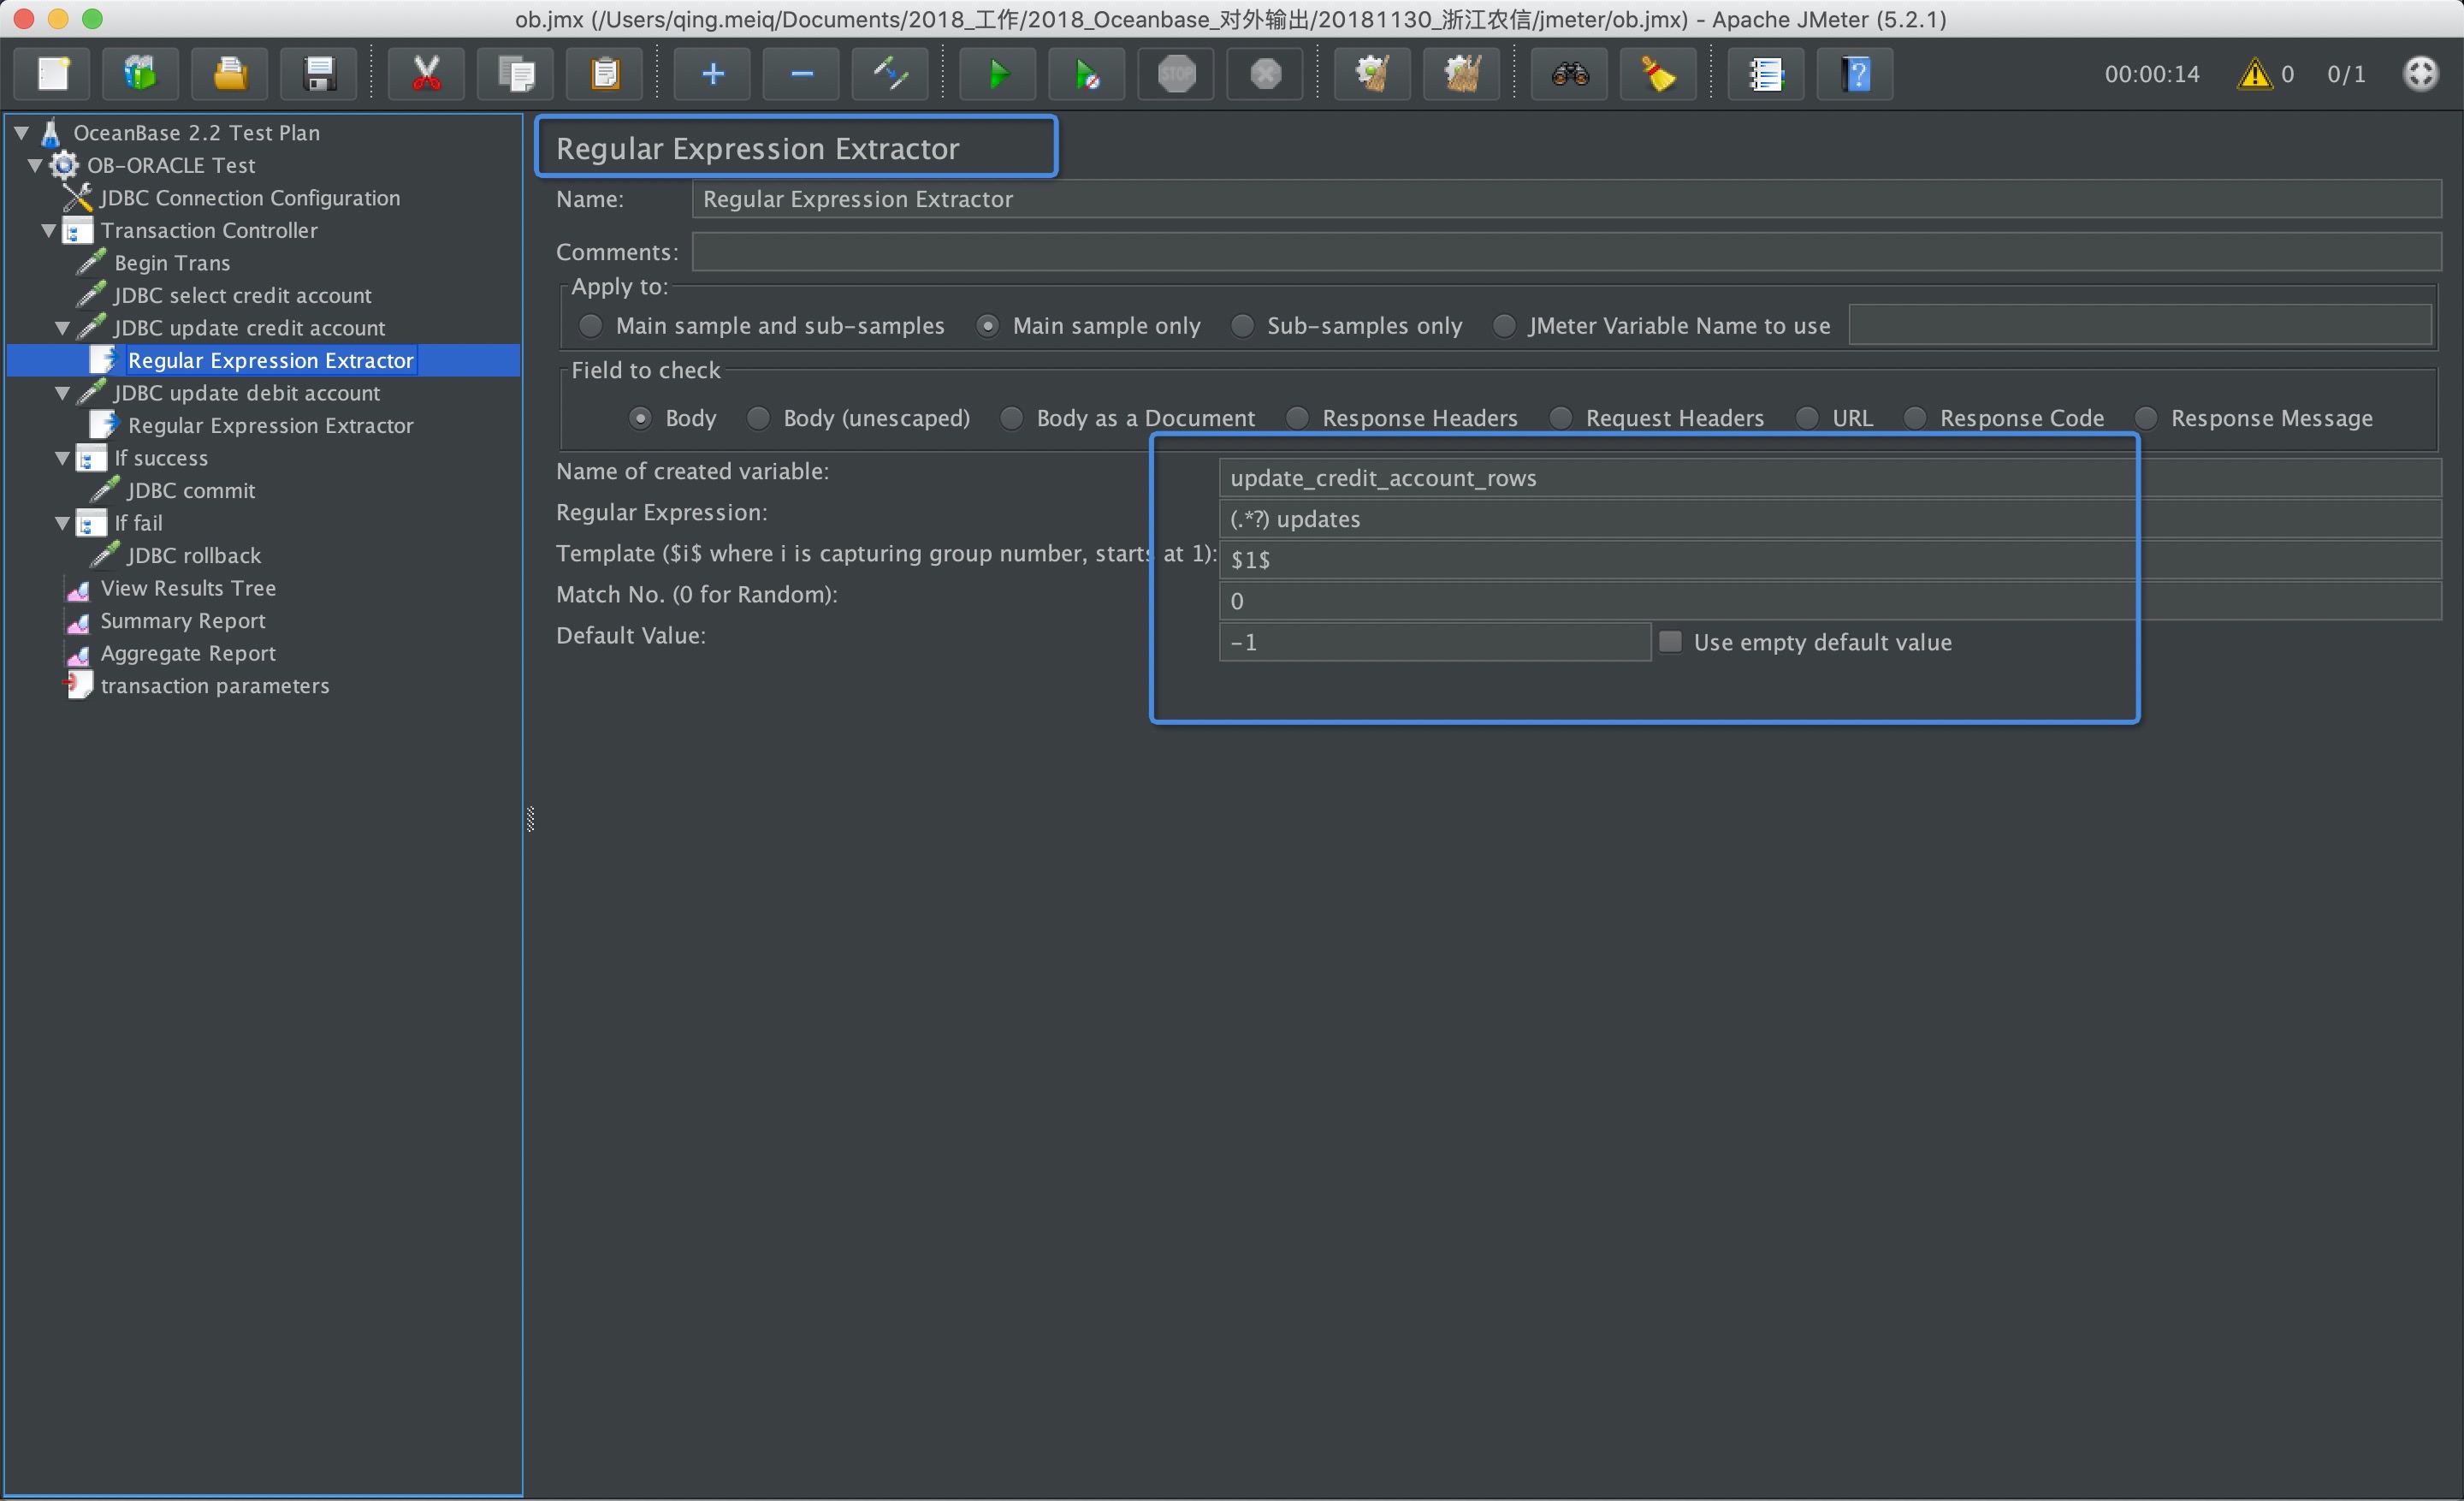 ob.jmx (/Users/qing.meiq/Documents/2018_工作/2018_Oceanbase_对外输出/20181130_浙江农信/jmeter/ob.jmx) - Apache JMeter (5.2.1)
STOP
00:00:14 0 0/1
OceanBase 2.2 Test Plan
OB-ORACLE Test
JDBC Connection Configuration
Transaction Controller
Begin Trans
JDBC select credit account
JDBC update credit account
Regular Expression Extractor
JDBC update debit account
Regular Expression Extractor
If success
JDBC commit
If fail
JDBC rollback
View Results Tree
Summary Report
Aggregate Report
transaction parameters
Regular Expression Extractor
Name: Regular Expression Extractor
Comments:
Apply to:
Main sample and sub-samples Main sample only Sub-samples only JMeter Variable Name to use
Field to check
Body Body (unescaped) Body as a Document Response Headers Request Headers URL Response Code Response Message
Name of created variable: update_credit_account_rows
Regular Expression: (.*?) updates
Template ($i$ where i is capturing group number, starts at 1): $1$
Match No. (0 for Random): 0
Default Value: -1 Use empty default value